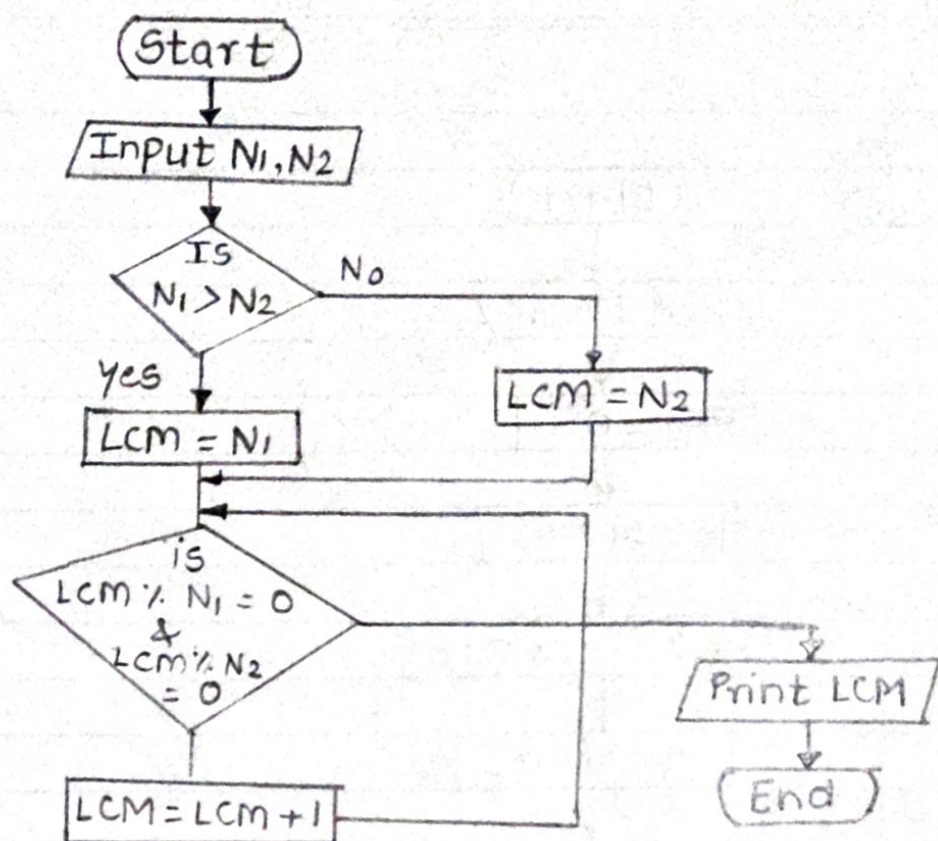 Start
Input N1, N2
Is
N1 > N2
No
yes
LCM = N1
LCM = N2
is
LCM % N1 = 0
&
LCM % N2
= 0
LCM = LCM + 1
Print LCM
End